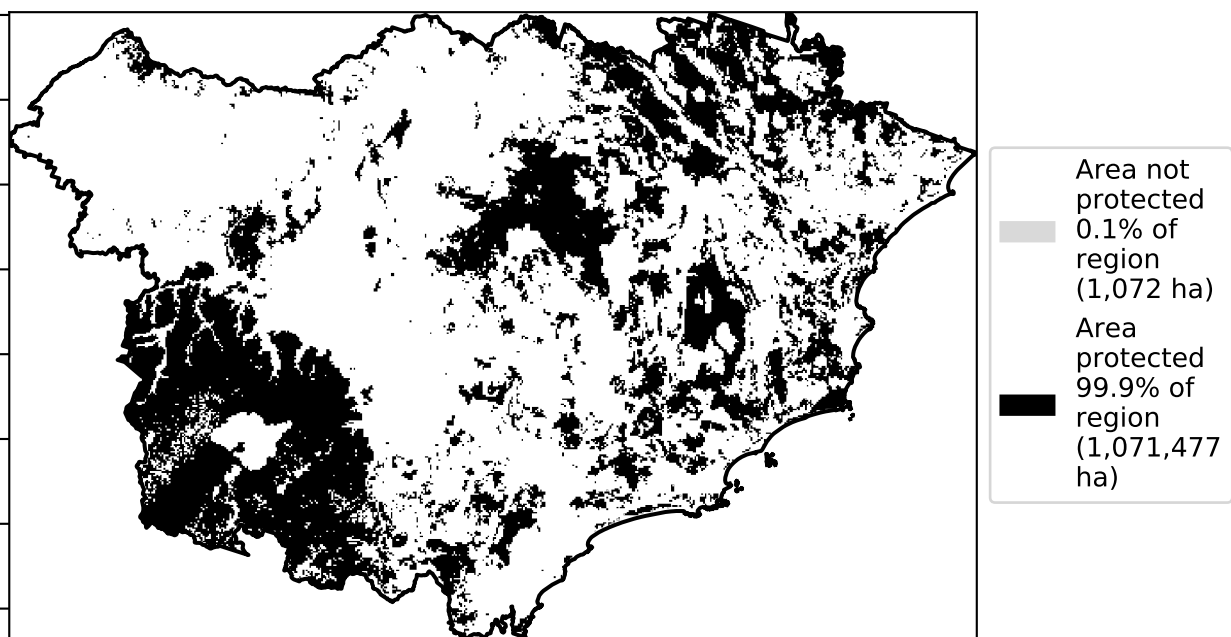 Area not
protected
0.1% of
region
(1,072 ha)
Area
protected
99.9% of
region
(1,071,477
ha)